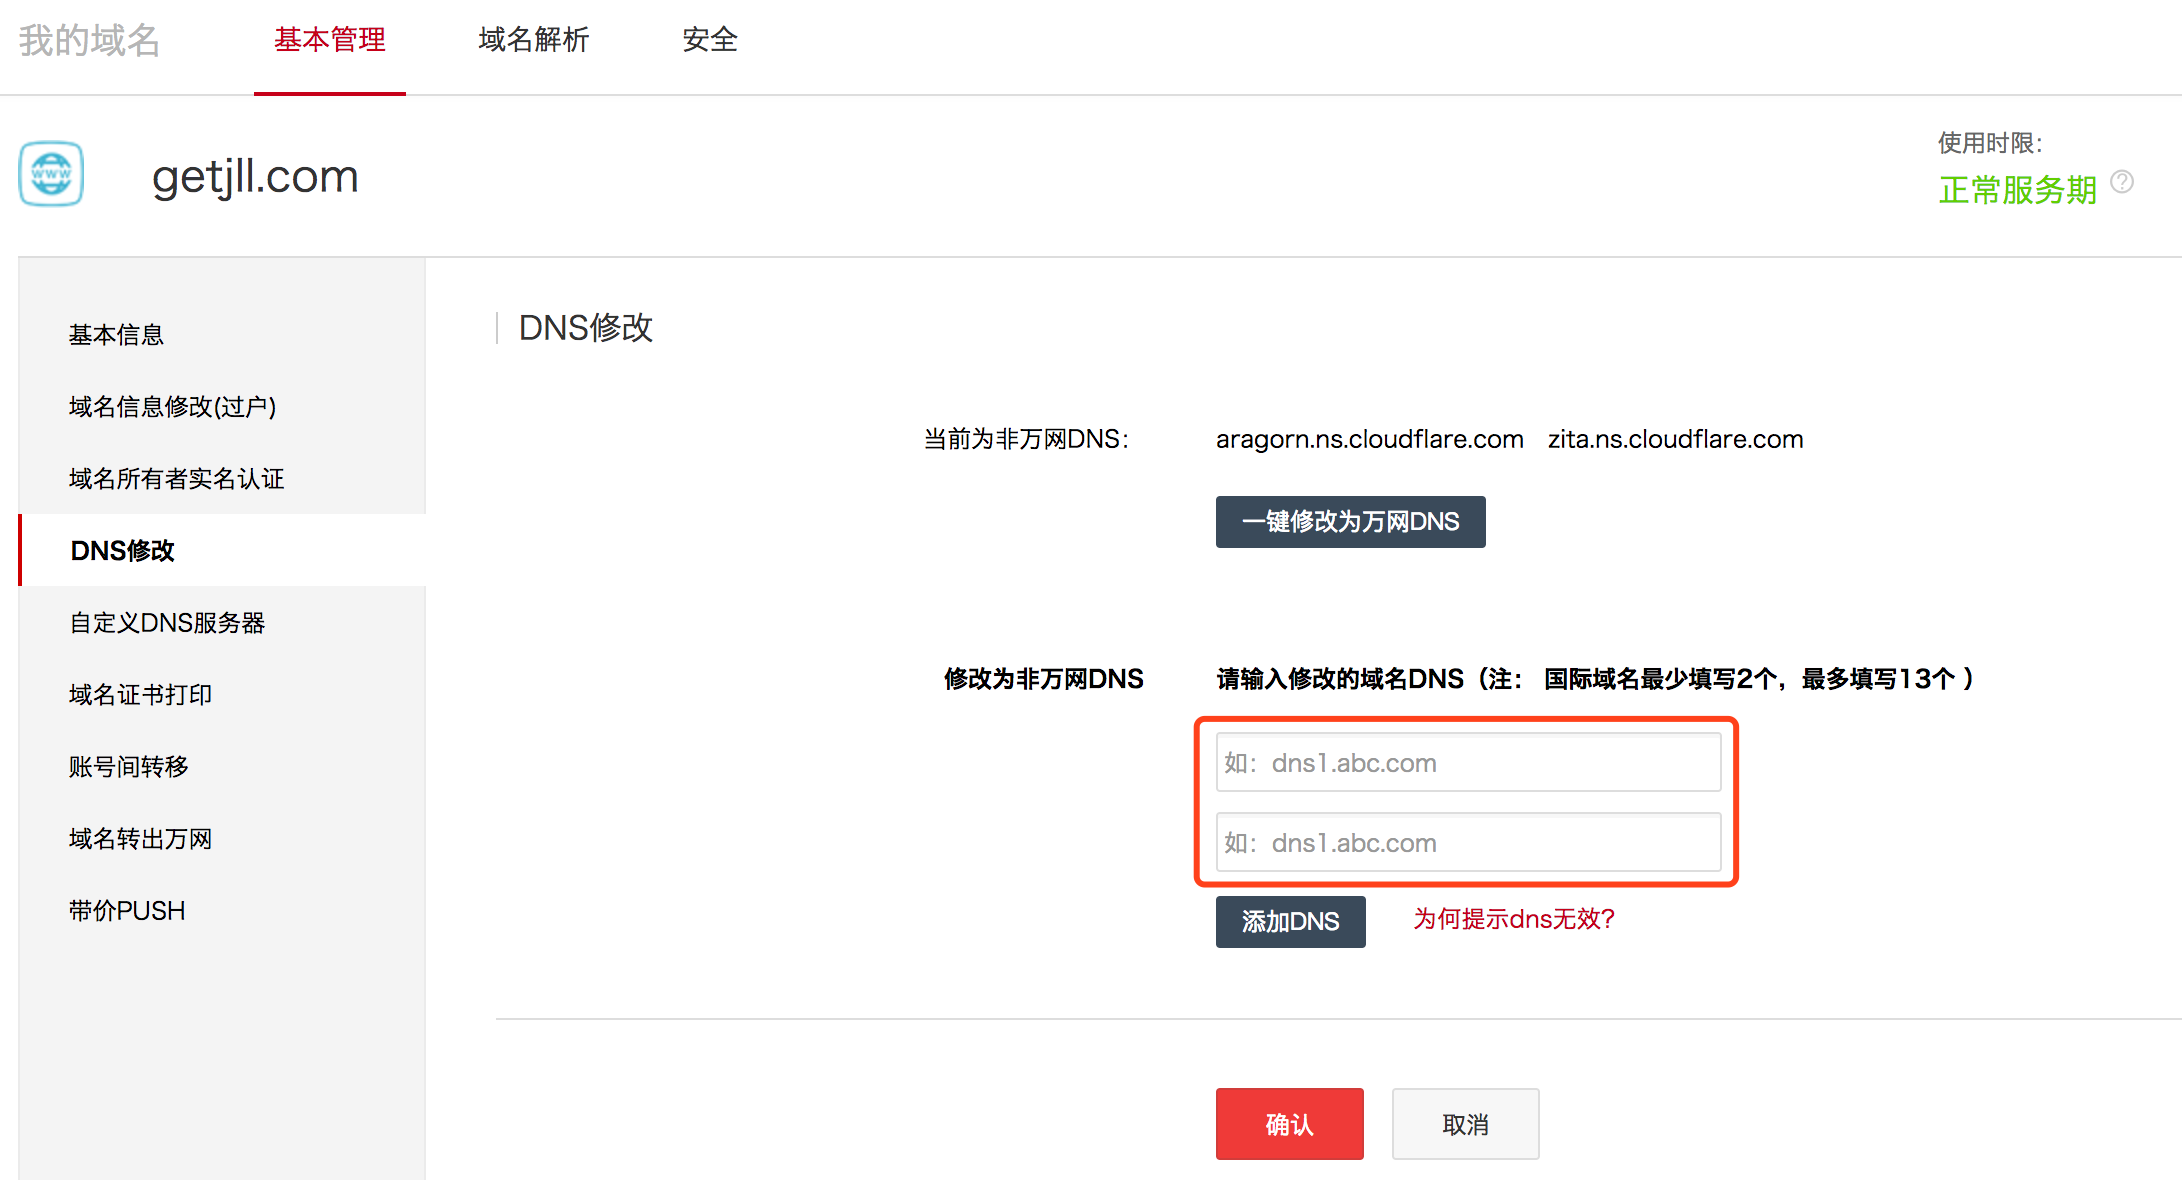 我的域名 基本管理 域名解析 安全
www
getjll.com
使用时限：
正常服务期 ?
基本信息
域名信息修改(过户)
域名所有者实名认证
DNS修改
自定义DNS服务器
域名证书打印
账号间转移
域名转出万网
带价PUSH
DNS修改
当前为非万网DNS： aragorn.ns.cloudflare.com zita.ns.cloudflare.com
一键修改为万网DNS
修改为非万网DNS 请输入修改的域名DNS（注： 国际域名最少填写2个，最多填写13个 ）
如：dns1.abc.com
如：dns1.abc.com
添加DNS 为何提示dns无效?
确认 取消